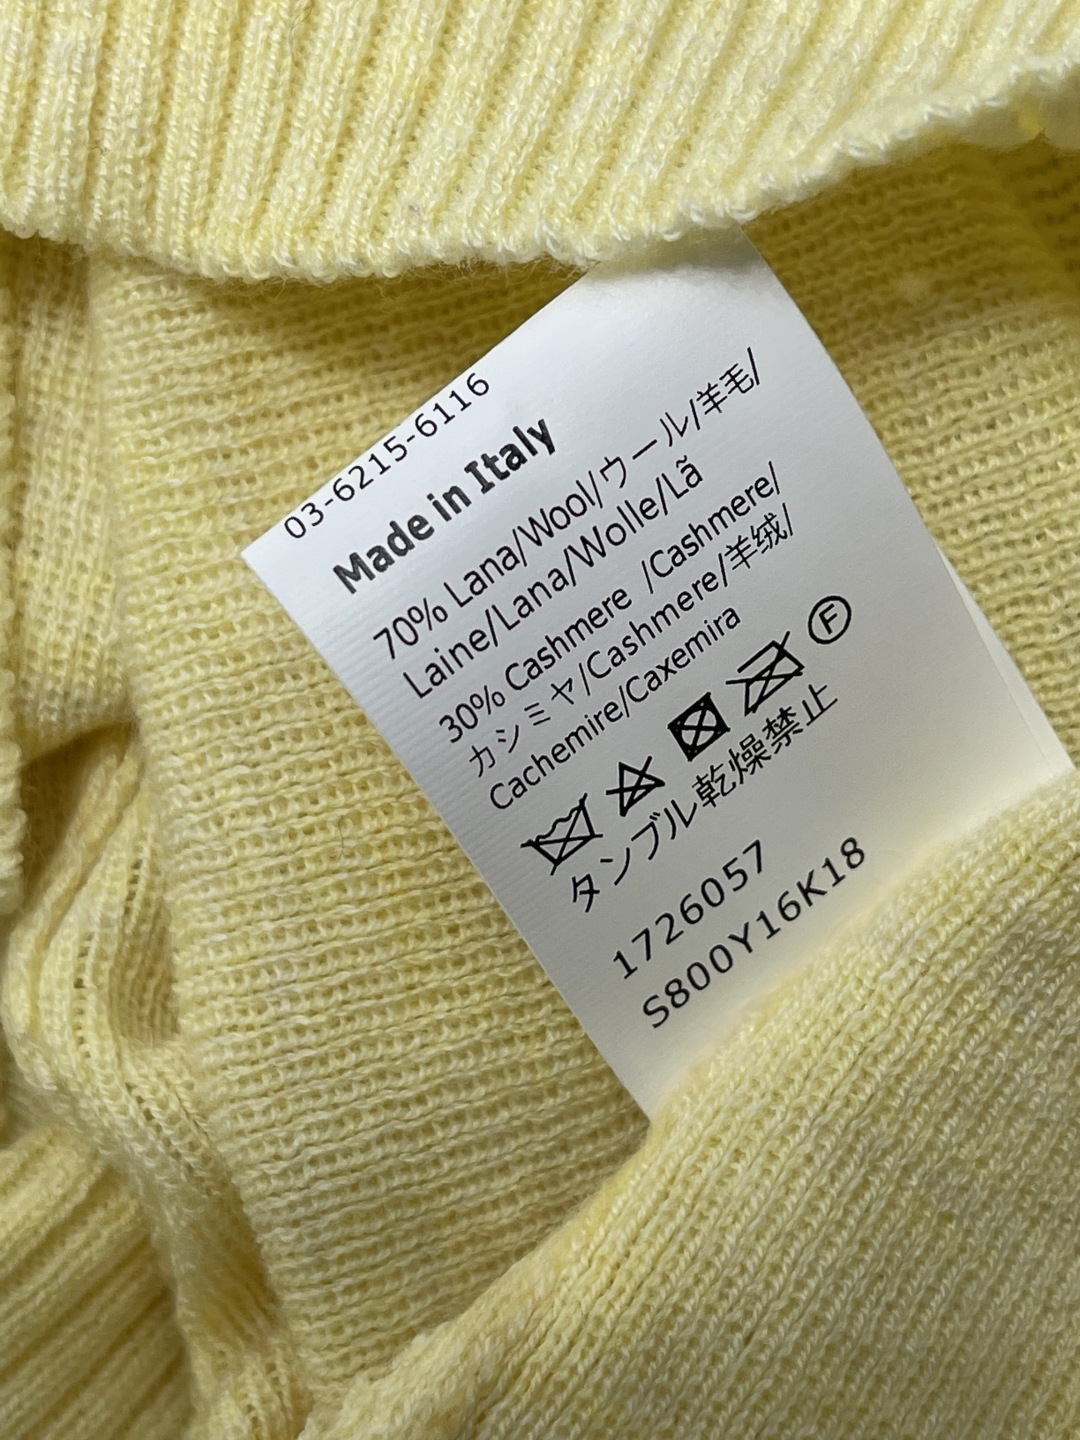 03-6215-6116
Made in Italy
70% Lana/Wool/ウール/羊毛/
Laine/Lana/Wolle/Lã
30% Cashmere /Cashmere/
カシミヤ/Cashmere/羊绒/
Cachemire/Caxemira
F
タンブル乾燥禁止
1726057
S800Y16K18